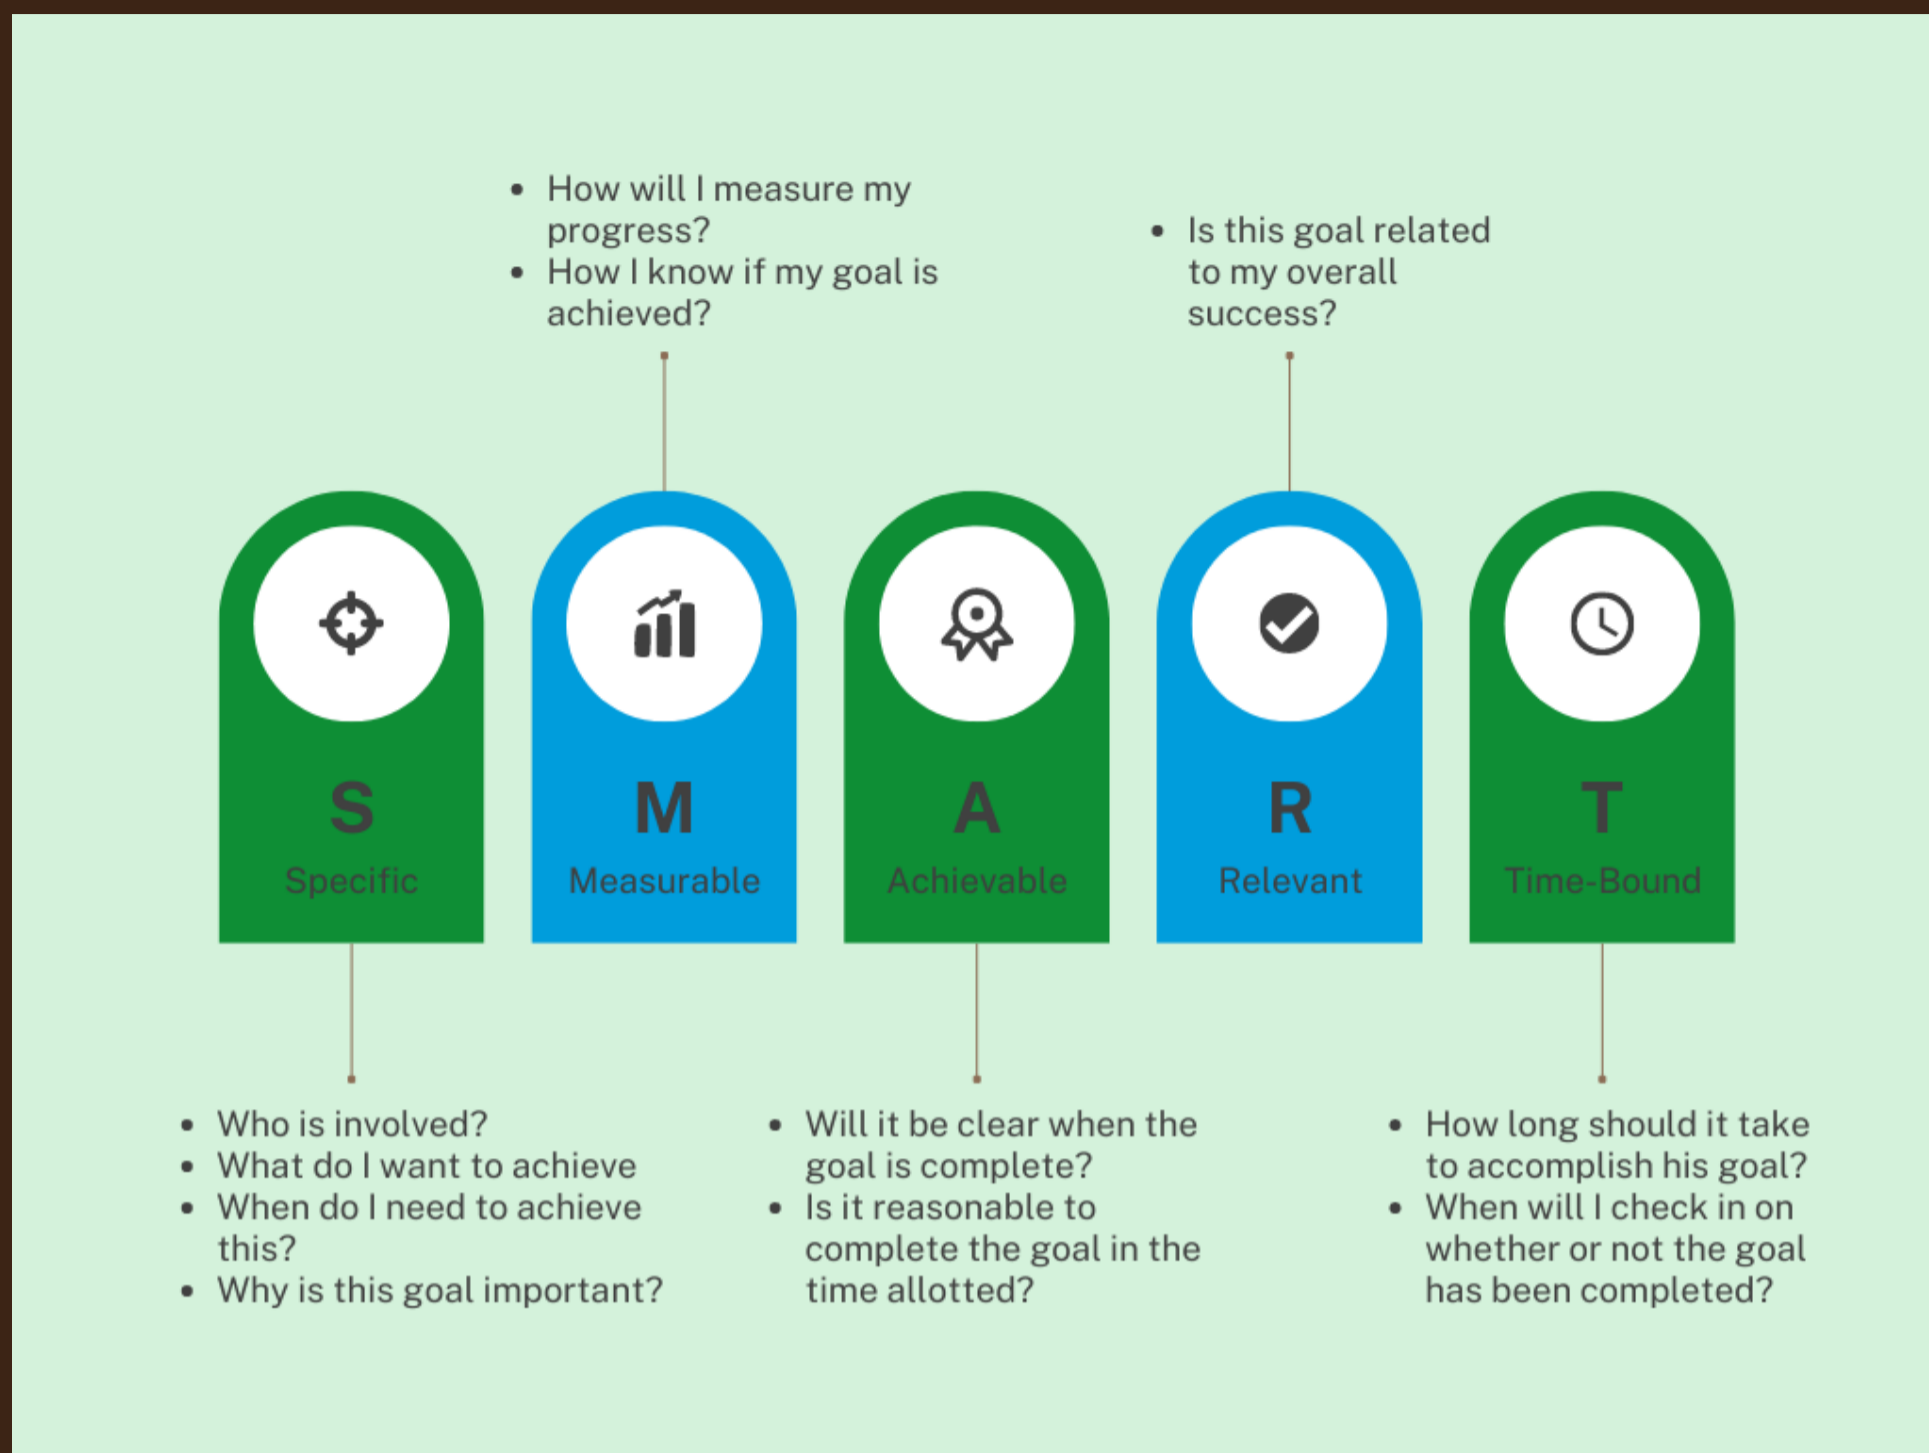 • How will I measure my
progress?
• How I know if my goal is
achieved?
• Is this goal related
to my overall
success?
S
Specific
M
Measurable
A
Achievable
R
Relevant
T
Time-Bound
• Who is involved?
• What do I want to achieve
• When do I need to achieve
this?
• Why is this goal important?
• Will it be clear when the
goal is complete?
• Is it reasonable to
complete the goal in the
time allotted?
• How long should it take
to accomplish his goal?
• When will I check in on
whether or not the goal
has been completed?